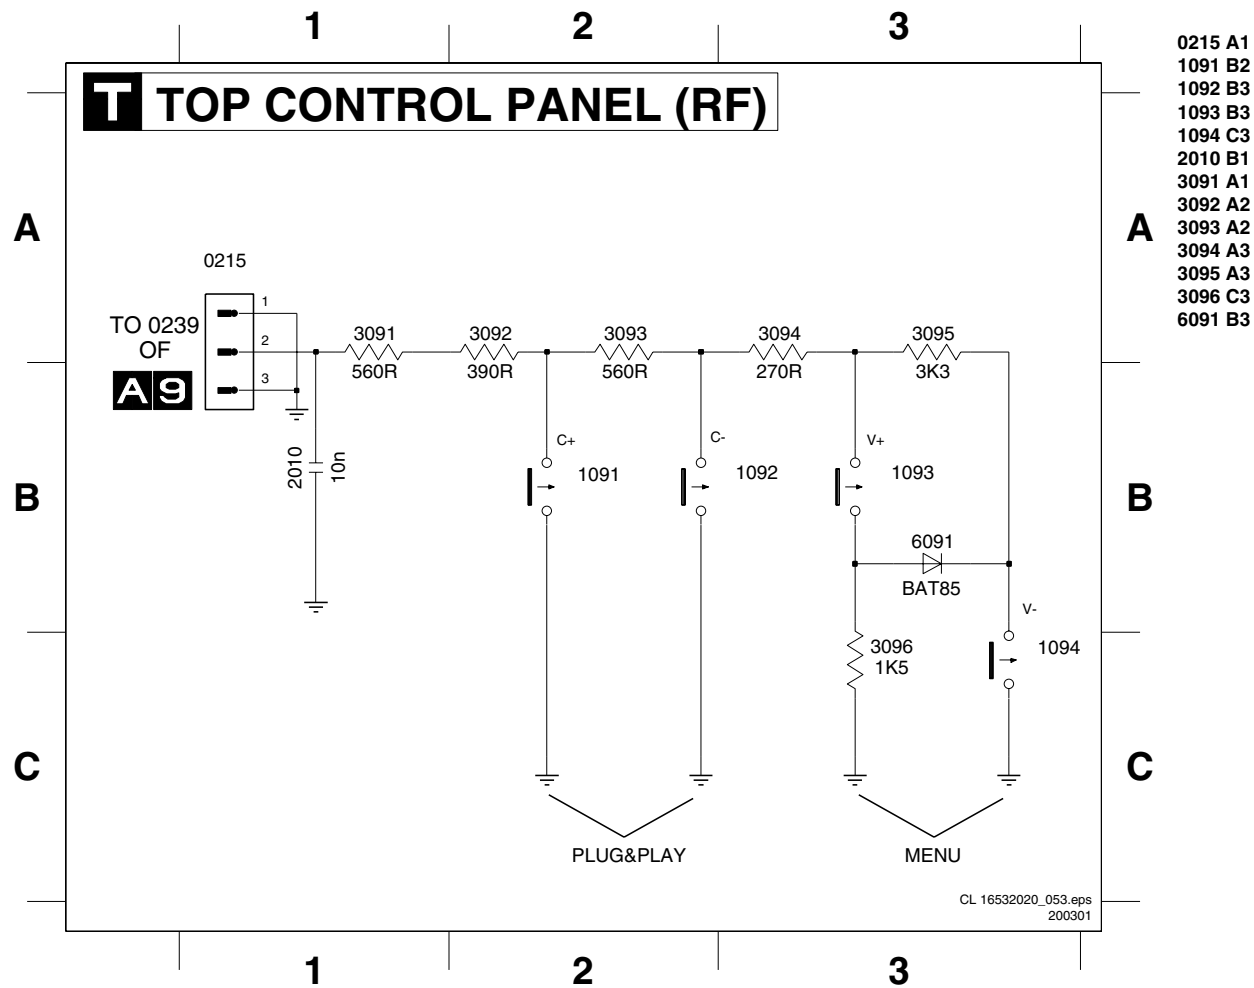 1 2 3
T TOP CONTROL PANEL (RF)
0215 A1
1091 B2
1092 B3
1093 B3
1094 C3
2010 B1
3091 A1
3092 A2
3093 A2
3094 A3
3095 A3
3096 C3
6091 B3
A A
0215
TO 0239
OF
A 9
1
2
3
3091
560R
3092
390R
3093
560R
3094
270R
3095
3K3
2010
10n
C+
1091
C-
1092
V+
1093
B B
6091
BAT85
V-
1094
3096
1K5
C C
PLUG&PLAY
MENU
CL 16532020_053.eps
200301
1 2 3